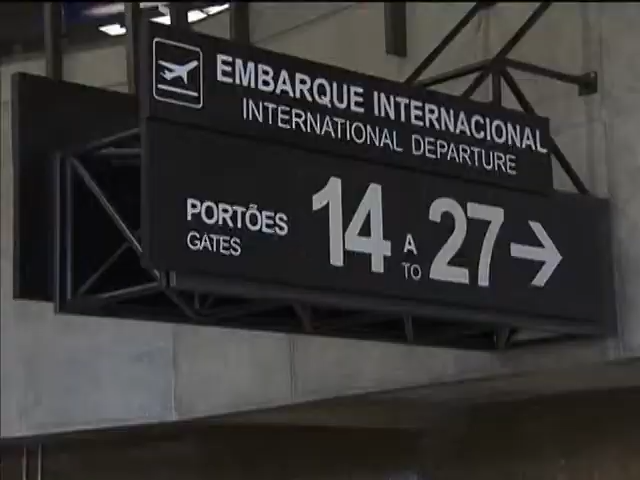 EMBARQUE INTERNACIONAL
INTERNATIONAL DEPARTURE
PORTÕES 14 A 27
GATES TO